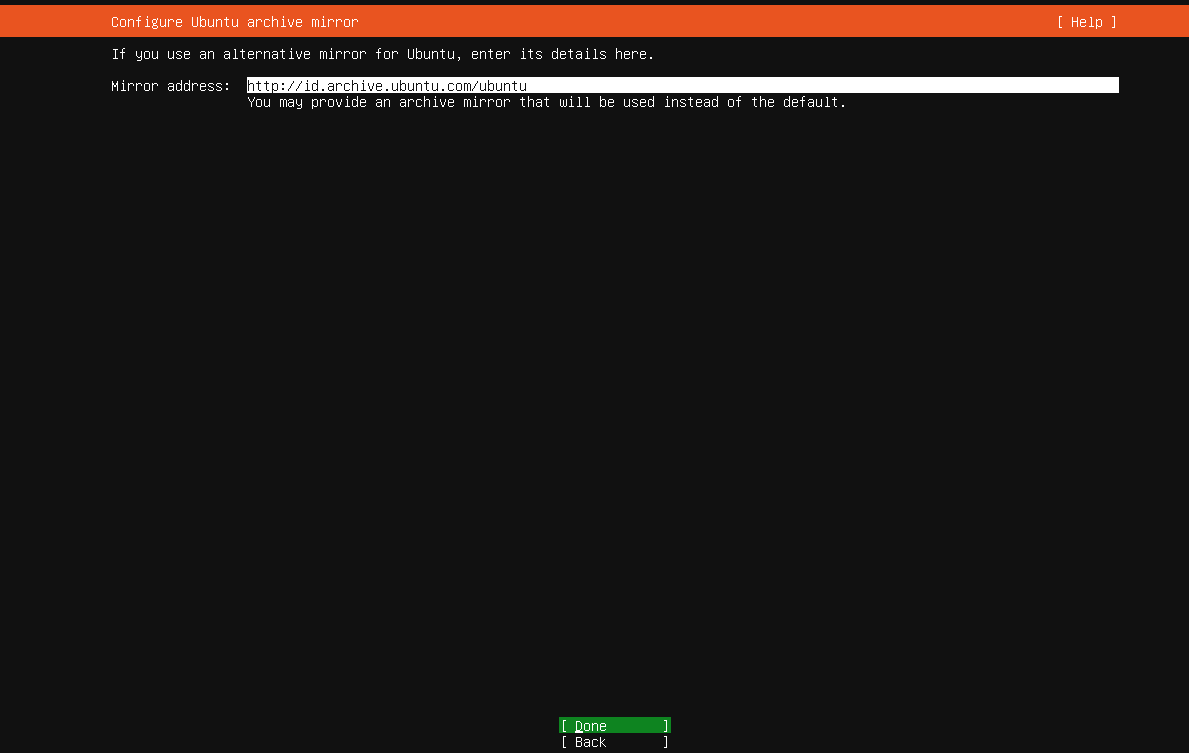 Configure Ubuntu archive mirror [ Help ]
If you use an alternative mirror for Ubuntu, enter its details here.
Mirror address: http://id.archive.ubuntu.com/ubuntu
You may provide an archive mirror that will be used instead of the default.
[ Done ]
[ Back ]